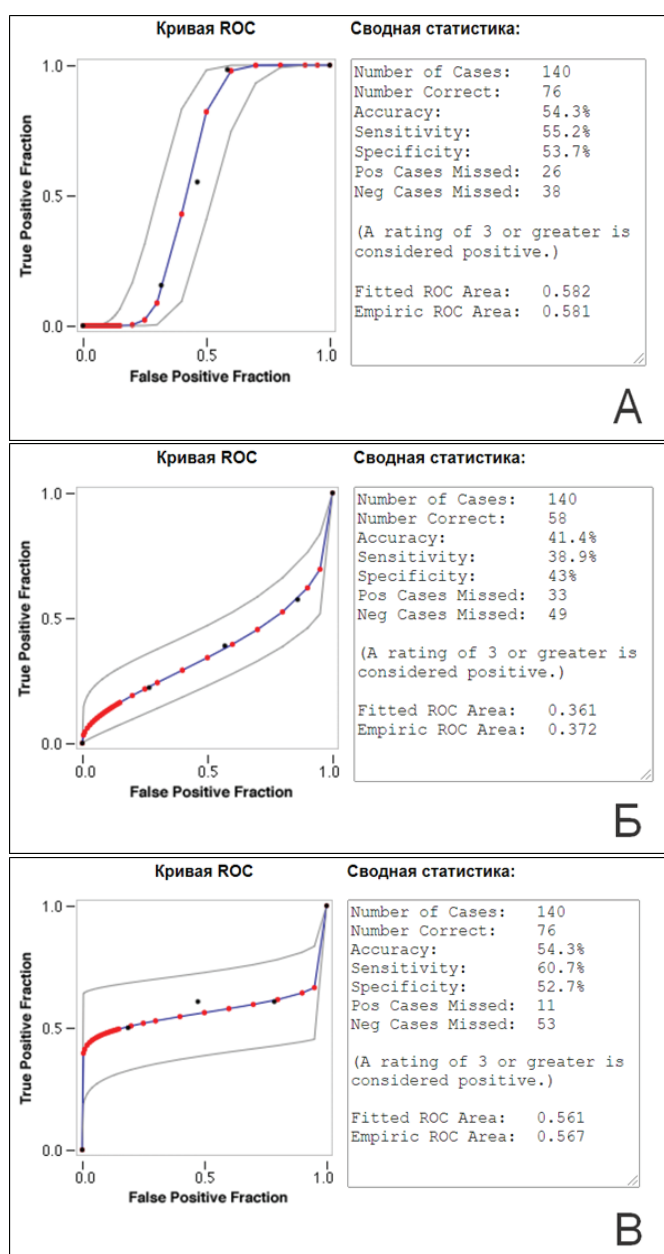 Кривая ROC
Сводная статистика:
True Positive Fraction
1.0
0.5
0.0
0.0 0.5 1.0
False Positive Fraction
Number of Cases: 140
Number Correct: 76
Accuracy: 54.3%
Sensitivity: 55.2%
Specificity: 53.7%
Pos Cases Missed: 26
Neg Cases Missed: 38
(A rating of 3 or greater is
considered positive.)
Fitted ROC Area: 0.582
Empiric ROC Area: 0.581
А
Кривая ROC
Сводная статистика:
True Positive Fraction
1.0
0.5
0.0
0.0 0.5 1.0
False Positive Fraction
Number of Cases: 140
Number Correct: 58
Accuracy: 41.4%
Sensitivity: 38.9%
Specificity: 43%
Pos Cases Missed: 33
Neg Cases Missed: 49
(A rating of 3 or greater is
considered positive.)
Fitted ROC Area: 0.361
Empiric ROC Area: 0.372
Б
Кривая ROC
Сводная статистика:
True Positive Fraction
1.0
0.5
0.0
0.0 0.5 1.0
False Positive Fraction
Number of Cases: 140
Number Correct: 76
Accuracy: 54.3%
Sensitivity: 60.7%
Specificity: 52.7%
Pos Cases Missed: 11
Neg Cases Missed: 53
(A rating of 3 or greater is
considered positive.)
Fitted ROC Area: 0.561
Empiric ROC Area: 0.567
В